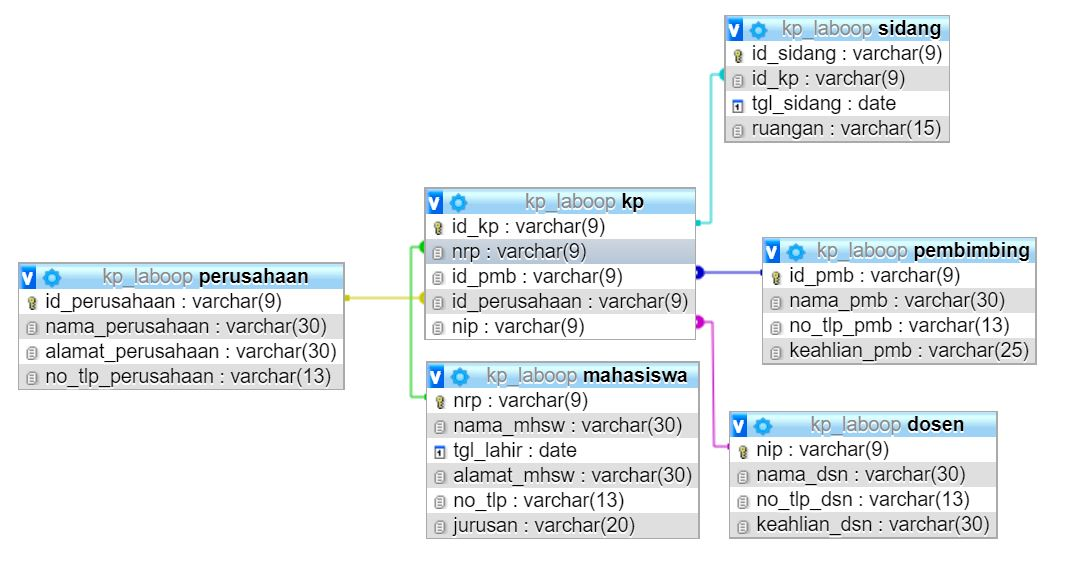 kp_laboop sidang
id_sidang : varchar(9)
id_kp : varchar(9)
tgl_sidang : date
ruangan : varchar(15)
kp_laboop kp
id_kp : varchar(9)
nrp : varchar(9)
id_pmb : varchar(9)
id_perusahaan : varchar(9)
nip : varchar(9)
kp_laboop pembimbing
id_pmb : varchar(9)
nama_pmb : varchar(30)
no_tlp_pmb : varchar(13)
keahlian_pmb : varchar(25)
kp_laboop perusahaan
id_perusahaan : varchar(9)
nama_perusahaan : varchar(30)
alamat_perusahaan : varchar(30)
no_tlp_perusahaan : varchar(13)
kp_laboop mahasiswa
nrp : varchar(9)
nama_mhsw : varchar(30)
tgl_lahir : date
alamat_mhsw : varchar(30)
no_tlp : varchar(13)
jurusan : varchar(20)
kp_laboop dosen
nip : varchar(9)
nama_dsn : varchar(30)
no_tlp_dsn : varchar(13)
keahlian_dsn : varchar(30)